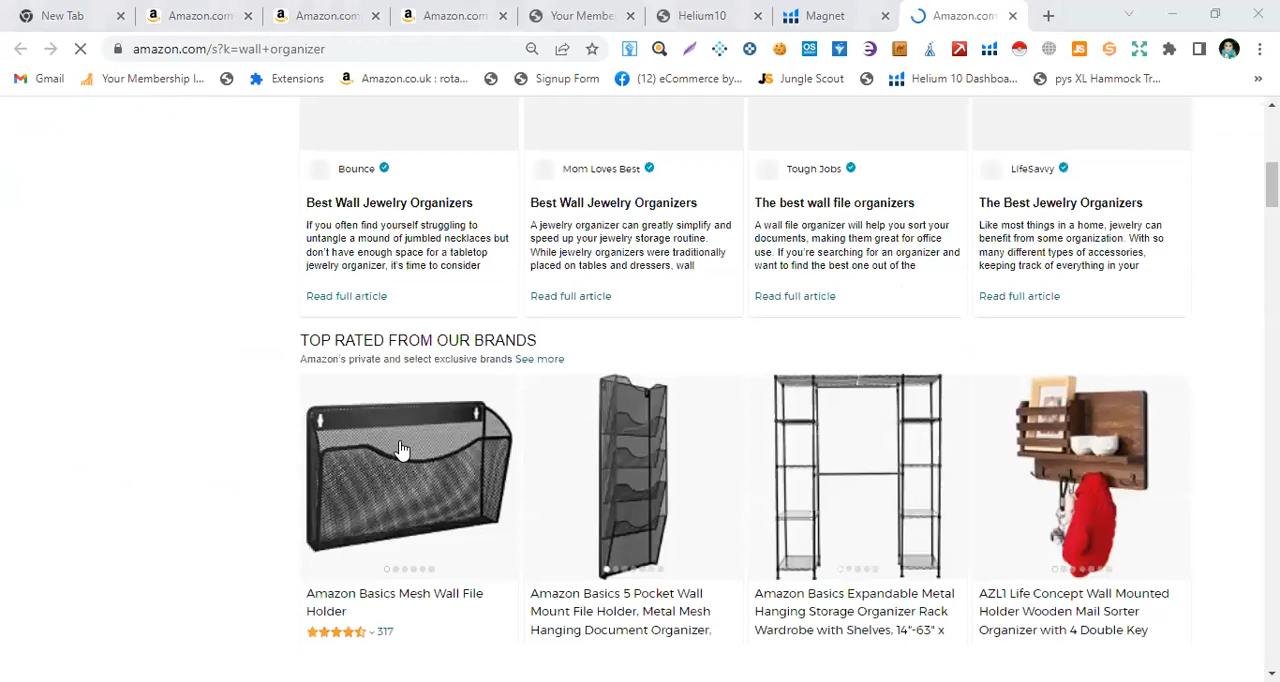 New Tab
Amazon.com
Amazon.com
Amazon.com
Your Membe
Helium10
Magnet
Amazon.com
amazon.com/s?k=wall+organizer
Gmail
Your Membership I...
Extensions
Amazon.co.uk : rota...
Signup Form
(12) eCommerce by...
Jungle Scout
Helium 10 Dashboa...
pys XL Hammock Tr...
Bounce
Mom Loves Best
Tough Jobs
LifeSavvy
Best Wall Jewelry Organizers
If you often find yourself struggling to
untangle a mound of jumbled necklaces but
don't have enough space for a tabletop
jewelry organizer, it's time to consider
Read full article
Best Wall Jewelry Organizers
A jewelry organizer can greatly simplify and
speed up your jewelry storage routine.
While jewelry organizers were traditionally
placed on tables and dressers, wall
Read full article
The best wall file organizers
A wall file organizer will help you sort your
documents, making them great for office
use. If you're searching for an organizer and
want to find the best one out of the
Read full article
The Best Jewelry Organizers
Like most things in a home, jewelry can
benefit from some organization. With so
many different types of accessories,
keeping track of everything in your
Read full article
TOP RATED FROM OUR BRANDS
Amazon's private and select exclusive brands See more
Amazon Basics Mesh Wall File
Holder
317
Amazon Basics 5 Pocket Wall
Mount File Holder, Metal Mesh
Hanging Document Organizer,
Amazon Basics Expandable Metal
Hanging Storage Organizer Rack
Wardrobe with Shelves, 14"-63" x
AZL1 Life Concept Wall Mounted
Holder Wooden Mail Sorter
Organizer with 4 Double Key